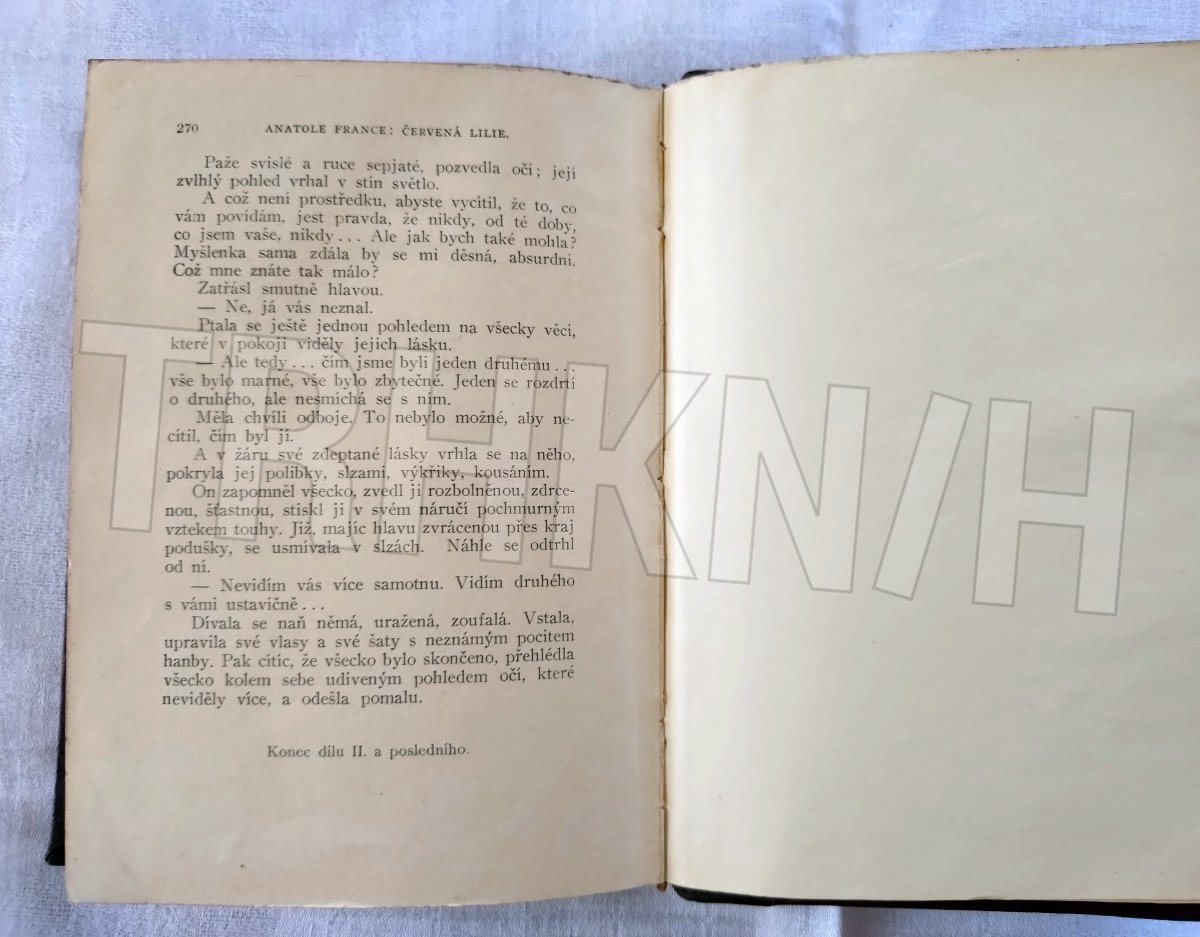 270 ANATOLE FRANCE: ČERVENÁ LILIE.
Paže svislé a ruce sepjaté, pozvedla oči; její
zvlhlý pohled vrhal v stín světlo.
A což není prostředku, abyste vycítil, že to, co
vám povídám, jest pravda, že nikdy, od té doby,
co jsem vaše, nikdy... Ale jak bych také mohla?
Myšlenka sama zdála by se mi děsná, absurdní.
Což mne znáte tak málo?
Zatřásl smutně hlavou.
— Ne, já vás neznal.
Ptala se ještě jednou pohledem na všecky věci,
které v pokoji viděly jejich lásku.
— Ale tedy... čím jsme byli jeden druhému...
vše bylo marné, vše bylo zbytečné. Jeden se rozdrtí
o druhého, ale nesmíchá se s ním.
Měla chvíli odboje. To nebylo možné, aby ne-
cítil, čím byl jí.
A v žáru své zdeptané lásky vrhla se na něho,
pokryla jej polibky, slzami, výkřiky, kousáním.
On zapomněl všecko, zvedl ji rozbolněnou, zdrce-
nou, šťastnou, stiskl ji v svém náručí pochmurným
vztekem touhy. Již, majíc hlavu zvrácenou přes kraj
podušky, se usmívala v slzách. Náhle se odtrhl
od ní.
— Nevidím vás více samotnu. Vidím druhého
s vámi ustavičně...
Dívala se naň němá, uražená, zoufalá. Vstala,
upravila své vlasy a své šaty s neznámým pocitem
hanby. Pak cítíc, že všecko bylo skončeno, přehlédla
všecko kolem sebe udiveným pohledem očí, které
neviděly více, a odešla pomalu.
Konec dílu II. a posledního.
TRHKN/H